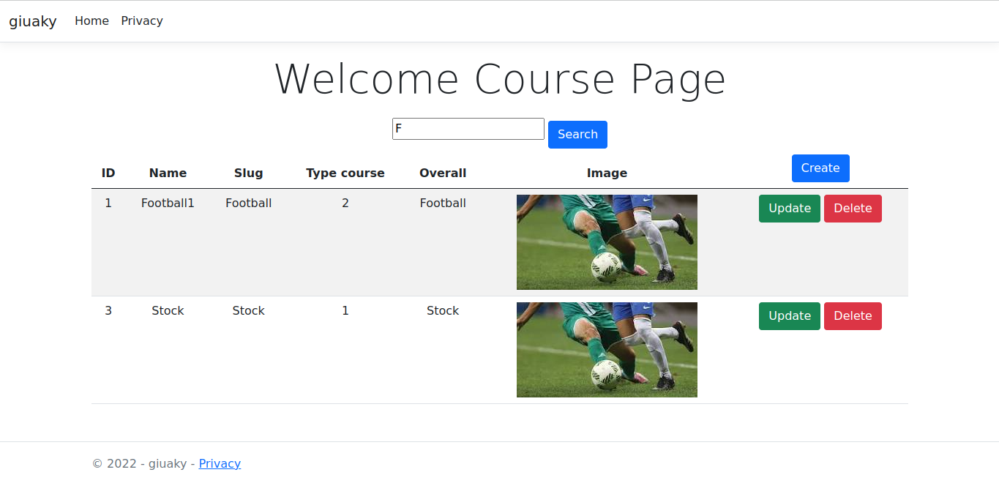 giuaky Home Privacy
Welcome Course Page
F Search
ID Name Slug Type course Overall Image Create
1 Football1 Football 2 Football Update Delete
3 Stock Stock 1 Stock Update Delete
© 2022 - giuaky - Privacy